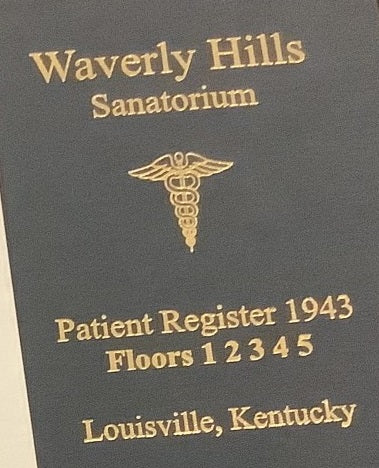 Waverly Hills
Sanatorium
Patient Register 1943
Floors 1 2 3 4 5
Louisville, Kentucky